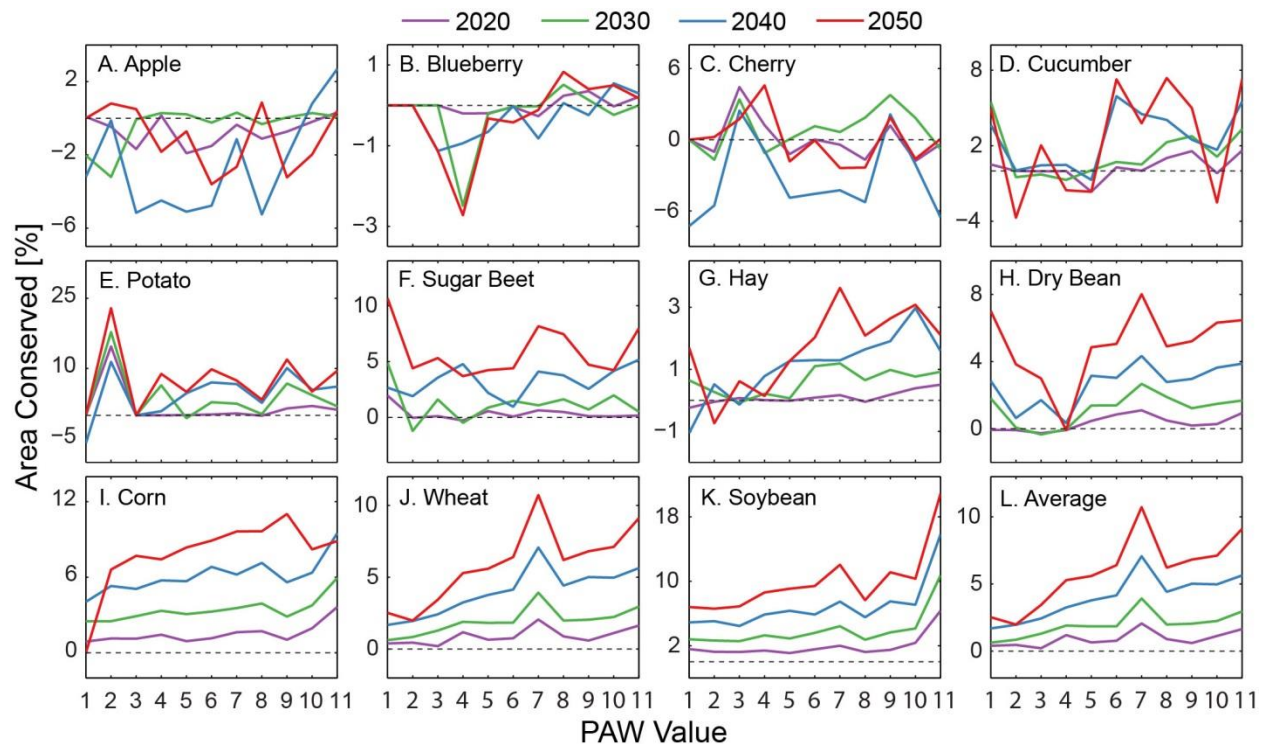 2020 2030 2040 2050
A. Apple B. Blueberry C. Cherry D. Cucumber
2 1 6 8
−2 −1 0 2
−6 −3 −6 −4
E. Potato F. Sugar Beet G. Hay H. Dry Bean
25 10 3 8
10 5 1 4
−5 0 −1 0
I. Corn J. Wheat K. Soybean L. Average
12 10 18 10
6 5 10 5
0 0 2 0
1 2 3 4 5 6 7 8 9 10 11 1 2 3 4 5 6 7 8 9 10 11 1 2 3 4 5 6 7 8 9 10 11 1 2 3 4 5 6 7 8 9 10 11
Area Conserved [%]
PAW Value